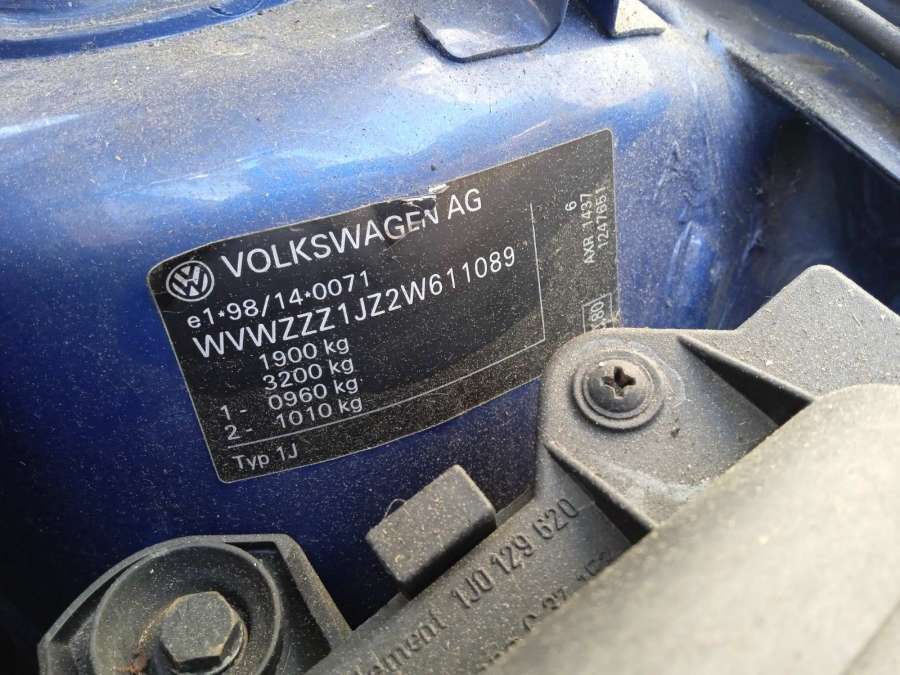 VOLKSWAGEN AG
e1*98/14*0071
WVWZZZ1JZ2W611089
1900 kg
3200 kg
1- 0960 kg
2- 1010 kg
Typ 1J
6
AXR 1437
1247651
element 1J0 129 620